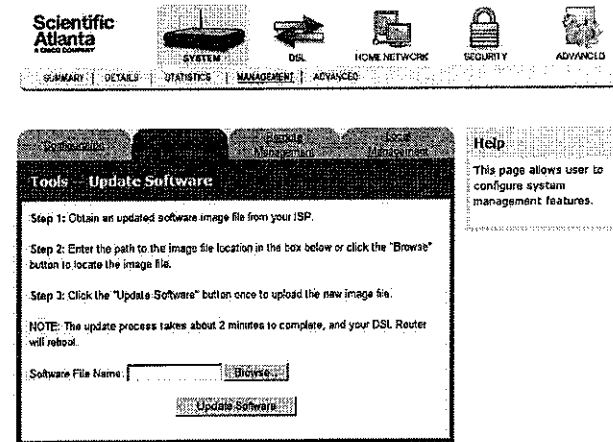 Scientific
Atlanta
A CISCO COMPANY
SYSTEM
DSL
HOME NETWORK
SECURITY
ADVANCED
SUMMARY | DETAILS | STATISTICS | MANAGEMENT | ADVANCED
Remote
Management
Local
Management
Tools - Update Software
Step 1: Obtain an updated software image file from your ISP.
Step 2: Enter the path to the image file location in the box below or click the "Browse"
button to locate the image file.
Step 3: Click the "Update Software" button once to upload the new image file.
NOTE: The update process takes about 2 minutes to complete, and your DSL Router
will reboot.
Software File Name:
Browse...
Update Software
Help
This page allows user to
configure system
management features.